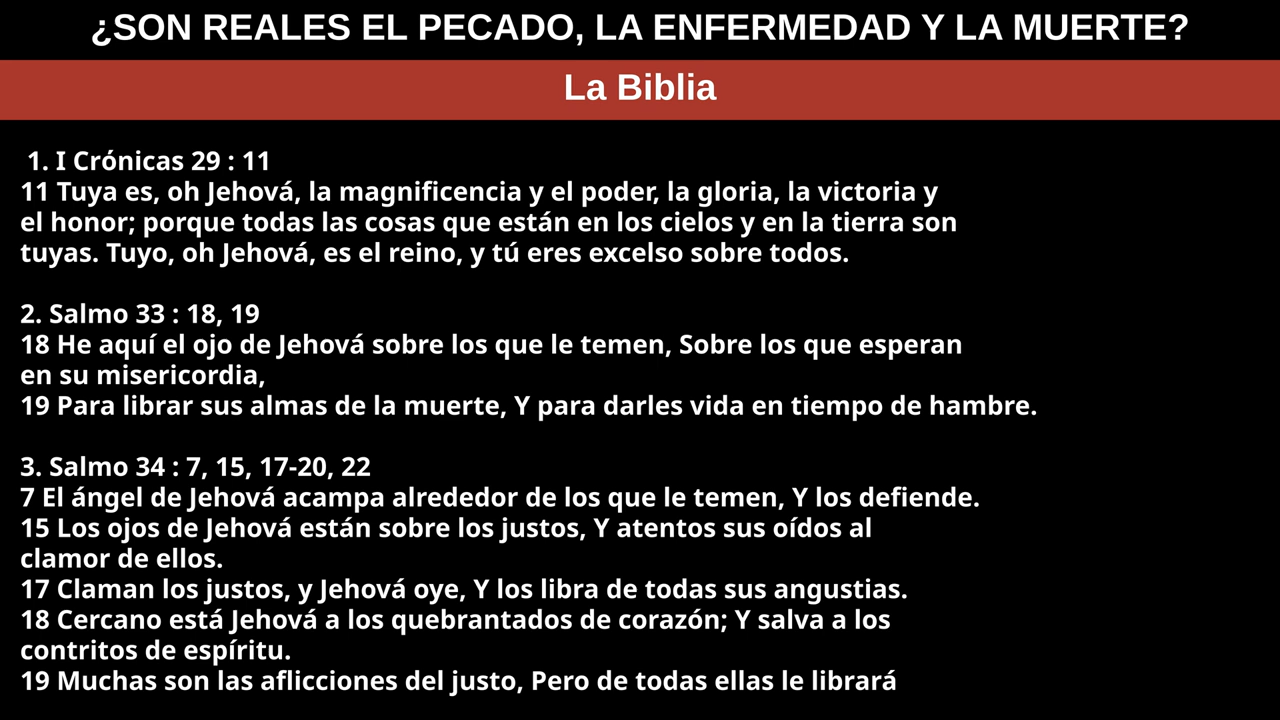 ¿SON REALES EL PECADO, LA ENFERMEDAD Y LA MUERTE?
La Biblia
1. I Crónicas 29 : 11
11 Tuya es, oh Jehová, la magnificencia y el poder, la gloria, la victoria y
el honor; porque todas las cosas que están en los cielos y en la tierra son
tuyas. Tuyo, oh Jehová, es el reino, y tú eres excelso sobre todos.
2. Salmo 33 : 18, 19
18 He aquí el ojo de Jehová sobre los que le temen, Sobre los que esperan
en su misericordia,
19 Para librar sus almas de la muerte, Y para darles vida en tiempo de hambre.
3. Salmo 34 : 7, 15, 17-20, 22
7 El ángel de Jehová acampa alrededor de los que le temen, Y los defiende.
15 Los ojos de Jehová están sobre los justos, Y atentos sus oídos al
clamor de ellos.
17 Claman los justos, y Jehová oye, Y los libra de todas sus angustias.
18 Cercano está Jehová a los quebrantados de corazón; Y salva a los
contritos de espíritu.
19 Muchas son las aflicciones del justo, Pero de todas ellas le librará